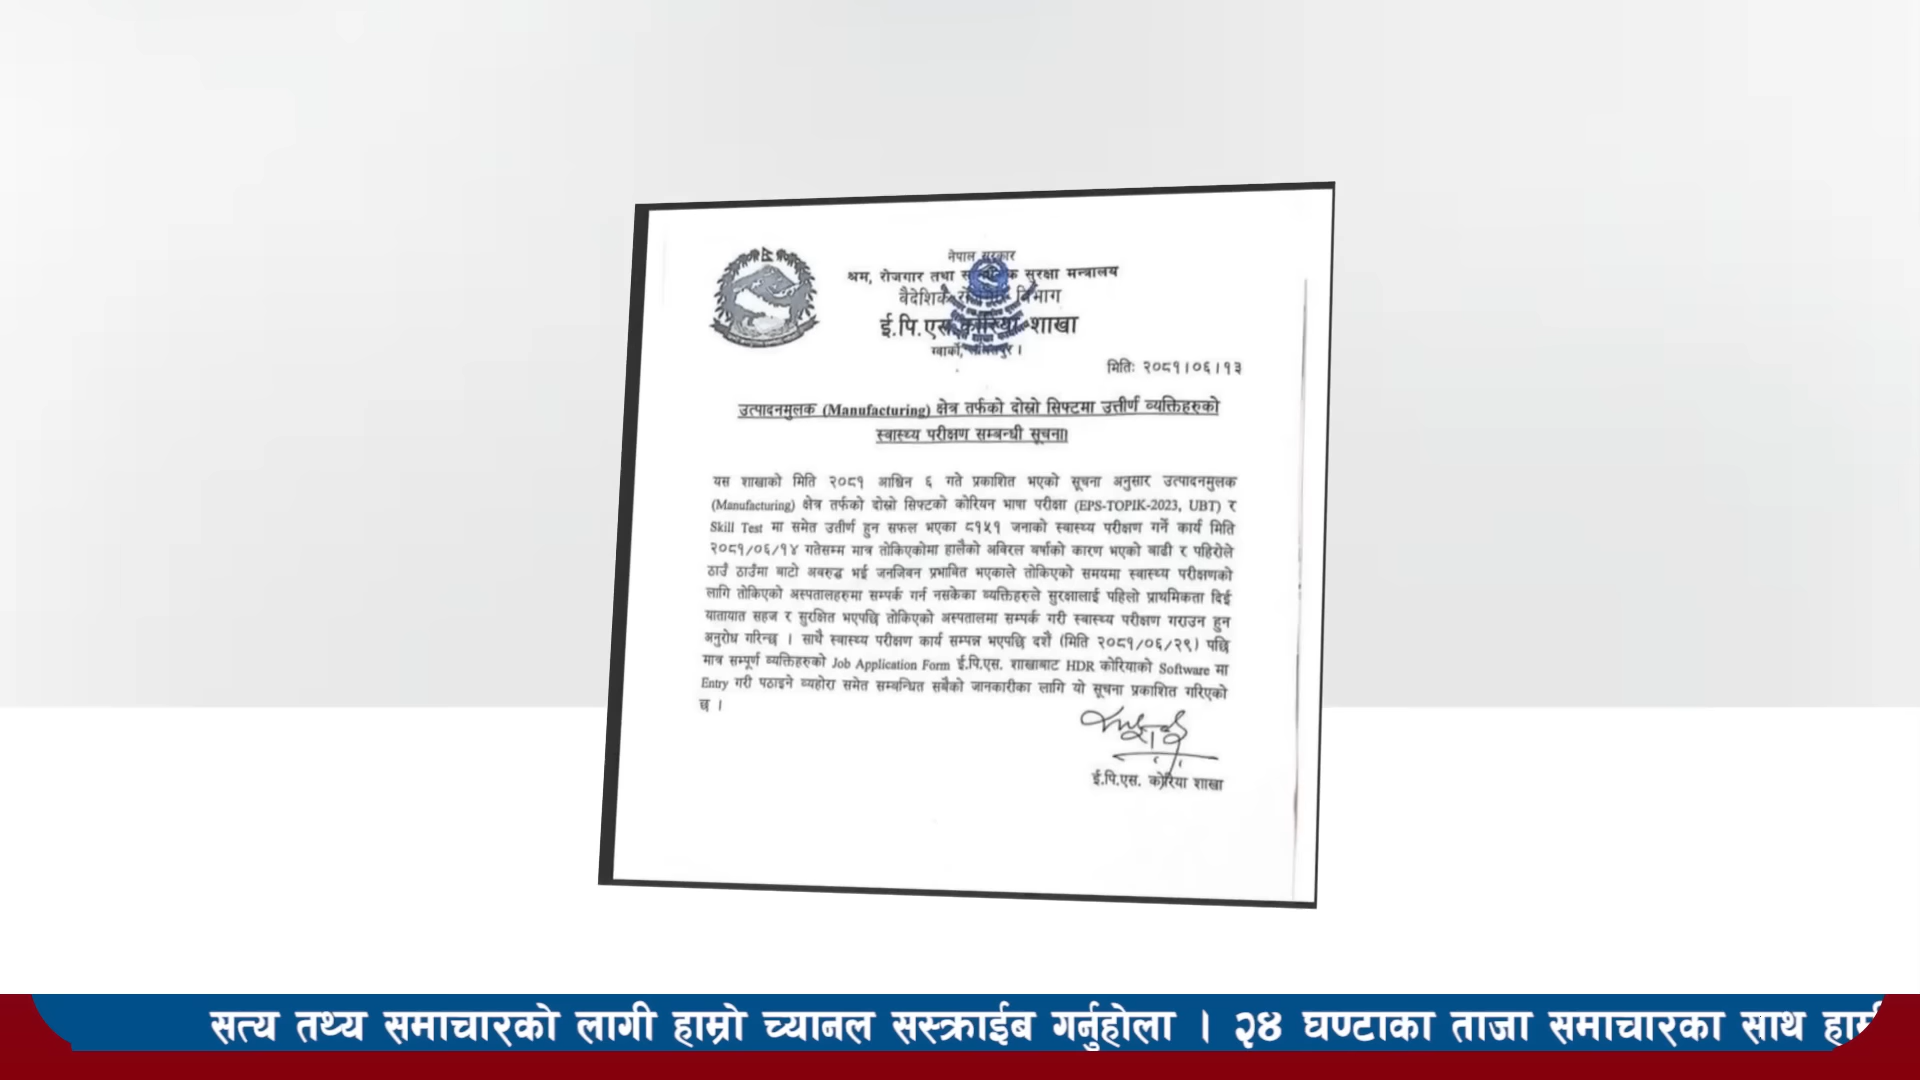 नेपाल सरकार
श्रम, रोजगार तथा सामाजिक सुरक्षा मन्त्रालय
वैदेशिक रोजगार विभाग
ई.पि.एस. कोरिया शाखा
ग्वार्को, ललितपुर ।
मितिः २०८१।०६।१३
उत्पादनमुलक (Manufacturing) क्षेत्र तर्फको दोस्रो सिफ्टमा उत्तीर्ण व्यक्तिहरुको
स्वास्थ्य परीक्षण सम्बन्धी सूचना।
यस शाखाको मिति २०८१ आश्विन ६ गते प्रकाशित भएको सूचना अनुसार उत्पादनमुलक
(Manufacturing) क्षेत्र तर्फको दोस्रो सिफ्टको कोरियन भाषा परीक्षा (EPS-TOPIK-2023, UBT) र
Skill Test मा समेत उत्तीर्ण हुन सफल भएका ८१५१ जनाको स्वास्थ्य परीक्षण गर्ने कार्य मिति
२०८१/०६/१४ गतेसम्म मात्र तोकिएकोमा हालैको अविरल बर्षाको कारण भएको बाढी र पहिरोले
ठाउँ ठाउँमा बाटो अवरुद्ध भई जनजिवन प्रभावित भएकाले तोकिएको समयमा स्वास्थ्य परीक्षणको
लागि तोकिएको अस्पतालहरुमा सम्पर्क गर्न नसकेका व्यक्तिहरुले सुरक्षालाई पहिलो प्राथमिकता दिई
यातायात सहज र सुरक्षित भएपछि तोकिएको अस्पतालमा सम्पर्क गरी स्वास्थ्य परीक्षण गराउन हुन
अनुरोध गरिन्छ । साथै स्वास्थ्य परीक्षण कार्य सम्पन्न भएपछि दशैं (मिति २०८१/०६/२९) पछि
मात्र सम्पूर्ण व्यक्तिहरुको Job Application Form ई.पि.एस. शाखाबाट HDR कोरियाको Software मा
Entry गरी पठाइने व्यहोरा समेत सम्बन्धित सबैको जानकारीका लागि यो सूचना प्रकाशित गरिएको
छ ।
ई.पि.एस. कोरिया शाखा
सत्य तथ्य समाचारको लागी हाम्रो च्यानल सस्क्राईब गर्नुहोला । २४ घण्टाका ताजा समाचारका साथ